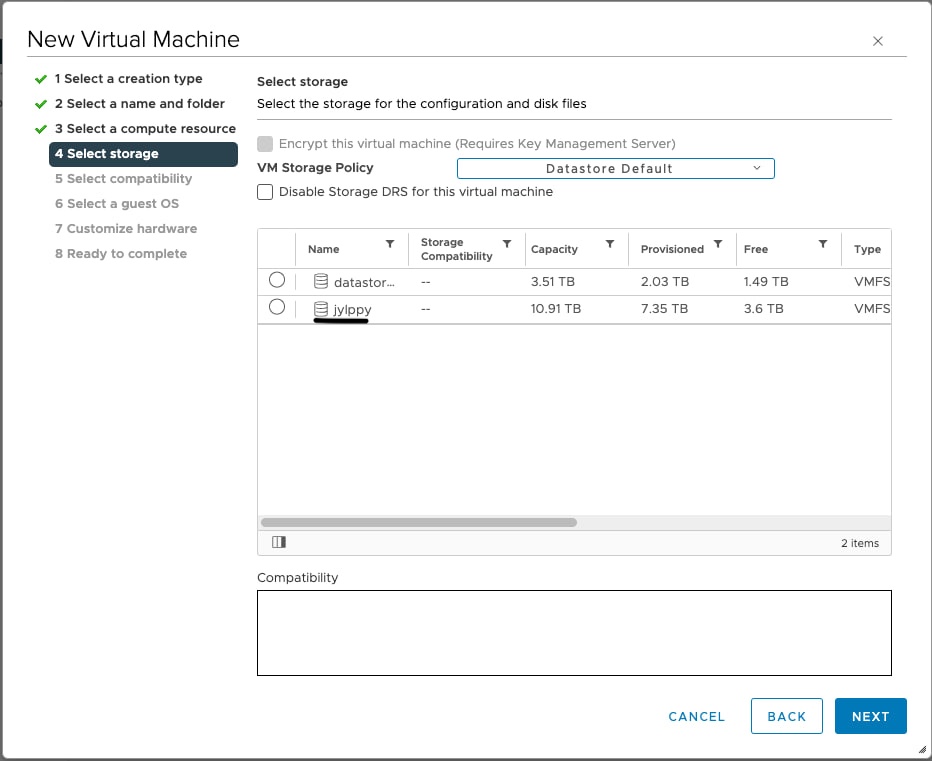 New Virtual Machine
1 Select a creation type
2 Select a name and folder
3 Select a compute resource
4 Select storage
5 Select compatibility
6 Select a guest OS
7 Customize hardware
8 Ready to complete
Select storage
Select the storage for the configuration and disk files
Encrypt this virtual machine (Requires Key Management Server)
VM Storage Policy Datastore Default
Disable Storage DRS for this virtual machine
Name Storage Compatibility Capacity Provisioned Free Type
datastor... -- 3.51 TB 2.03 TB 1.49 TB VMFS
jylppy -- 10.91 TB 7.35 TB 3.6 TB VMFS
2 items
Compatibility
CANCEL BACK NEXT